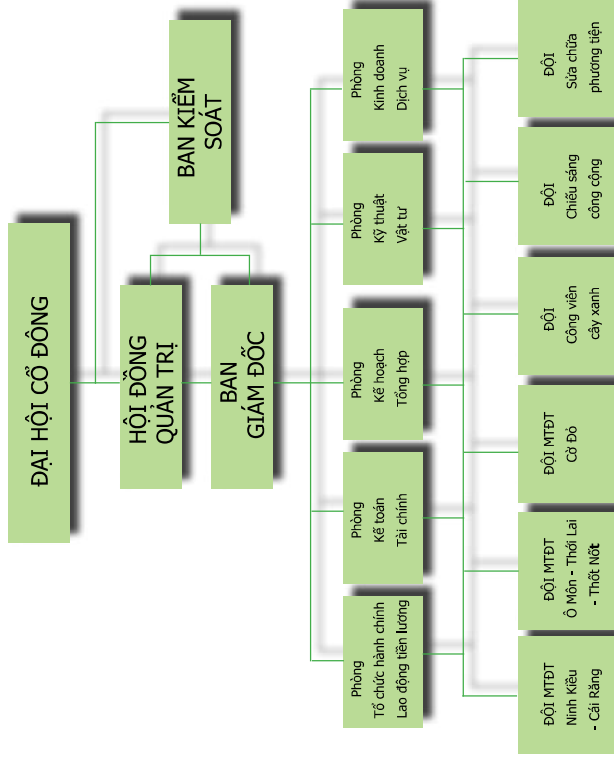 ĐẠI HỘI CỔ ĐÔNG
BAN KIỂM
SOÁT
HỘI ĐỒNG
QUẢN TRỊ
BAN
GIÁM ĐỐC
Phòng
Tổ chức hành chính
Lao động tiền lương
Phòng
Kế toán
Tài chính
Phòng
Kế hoạch
Tổng hợp
Phòng
Kỹ thuật
Vật tư
Phòng
Kinh doanh
Dịch vụ
ĐỘI MTĐT
Ninh Kiều
- Cái Răng
ĐỘI MTĐT
Ô Môn - Thới Lai
- Thốt Nốt
ĐỘI MTĐT
Cờ Đỏ
ĐỘI
Công viên
cây xanh
ĐỘI
Chiếu sáng
công cộng
ĐỘI
Sửa chữa
phương tiện